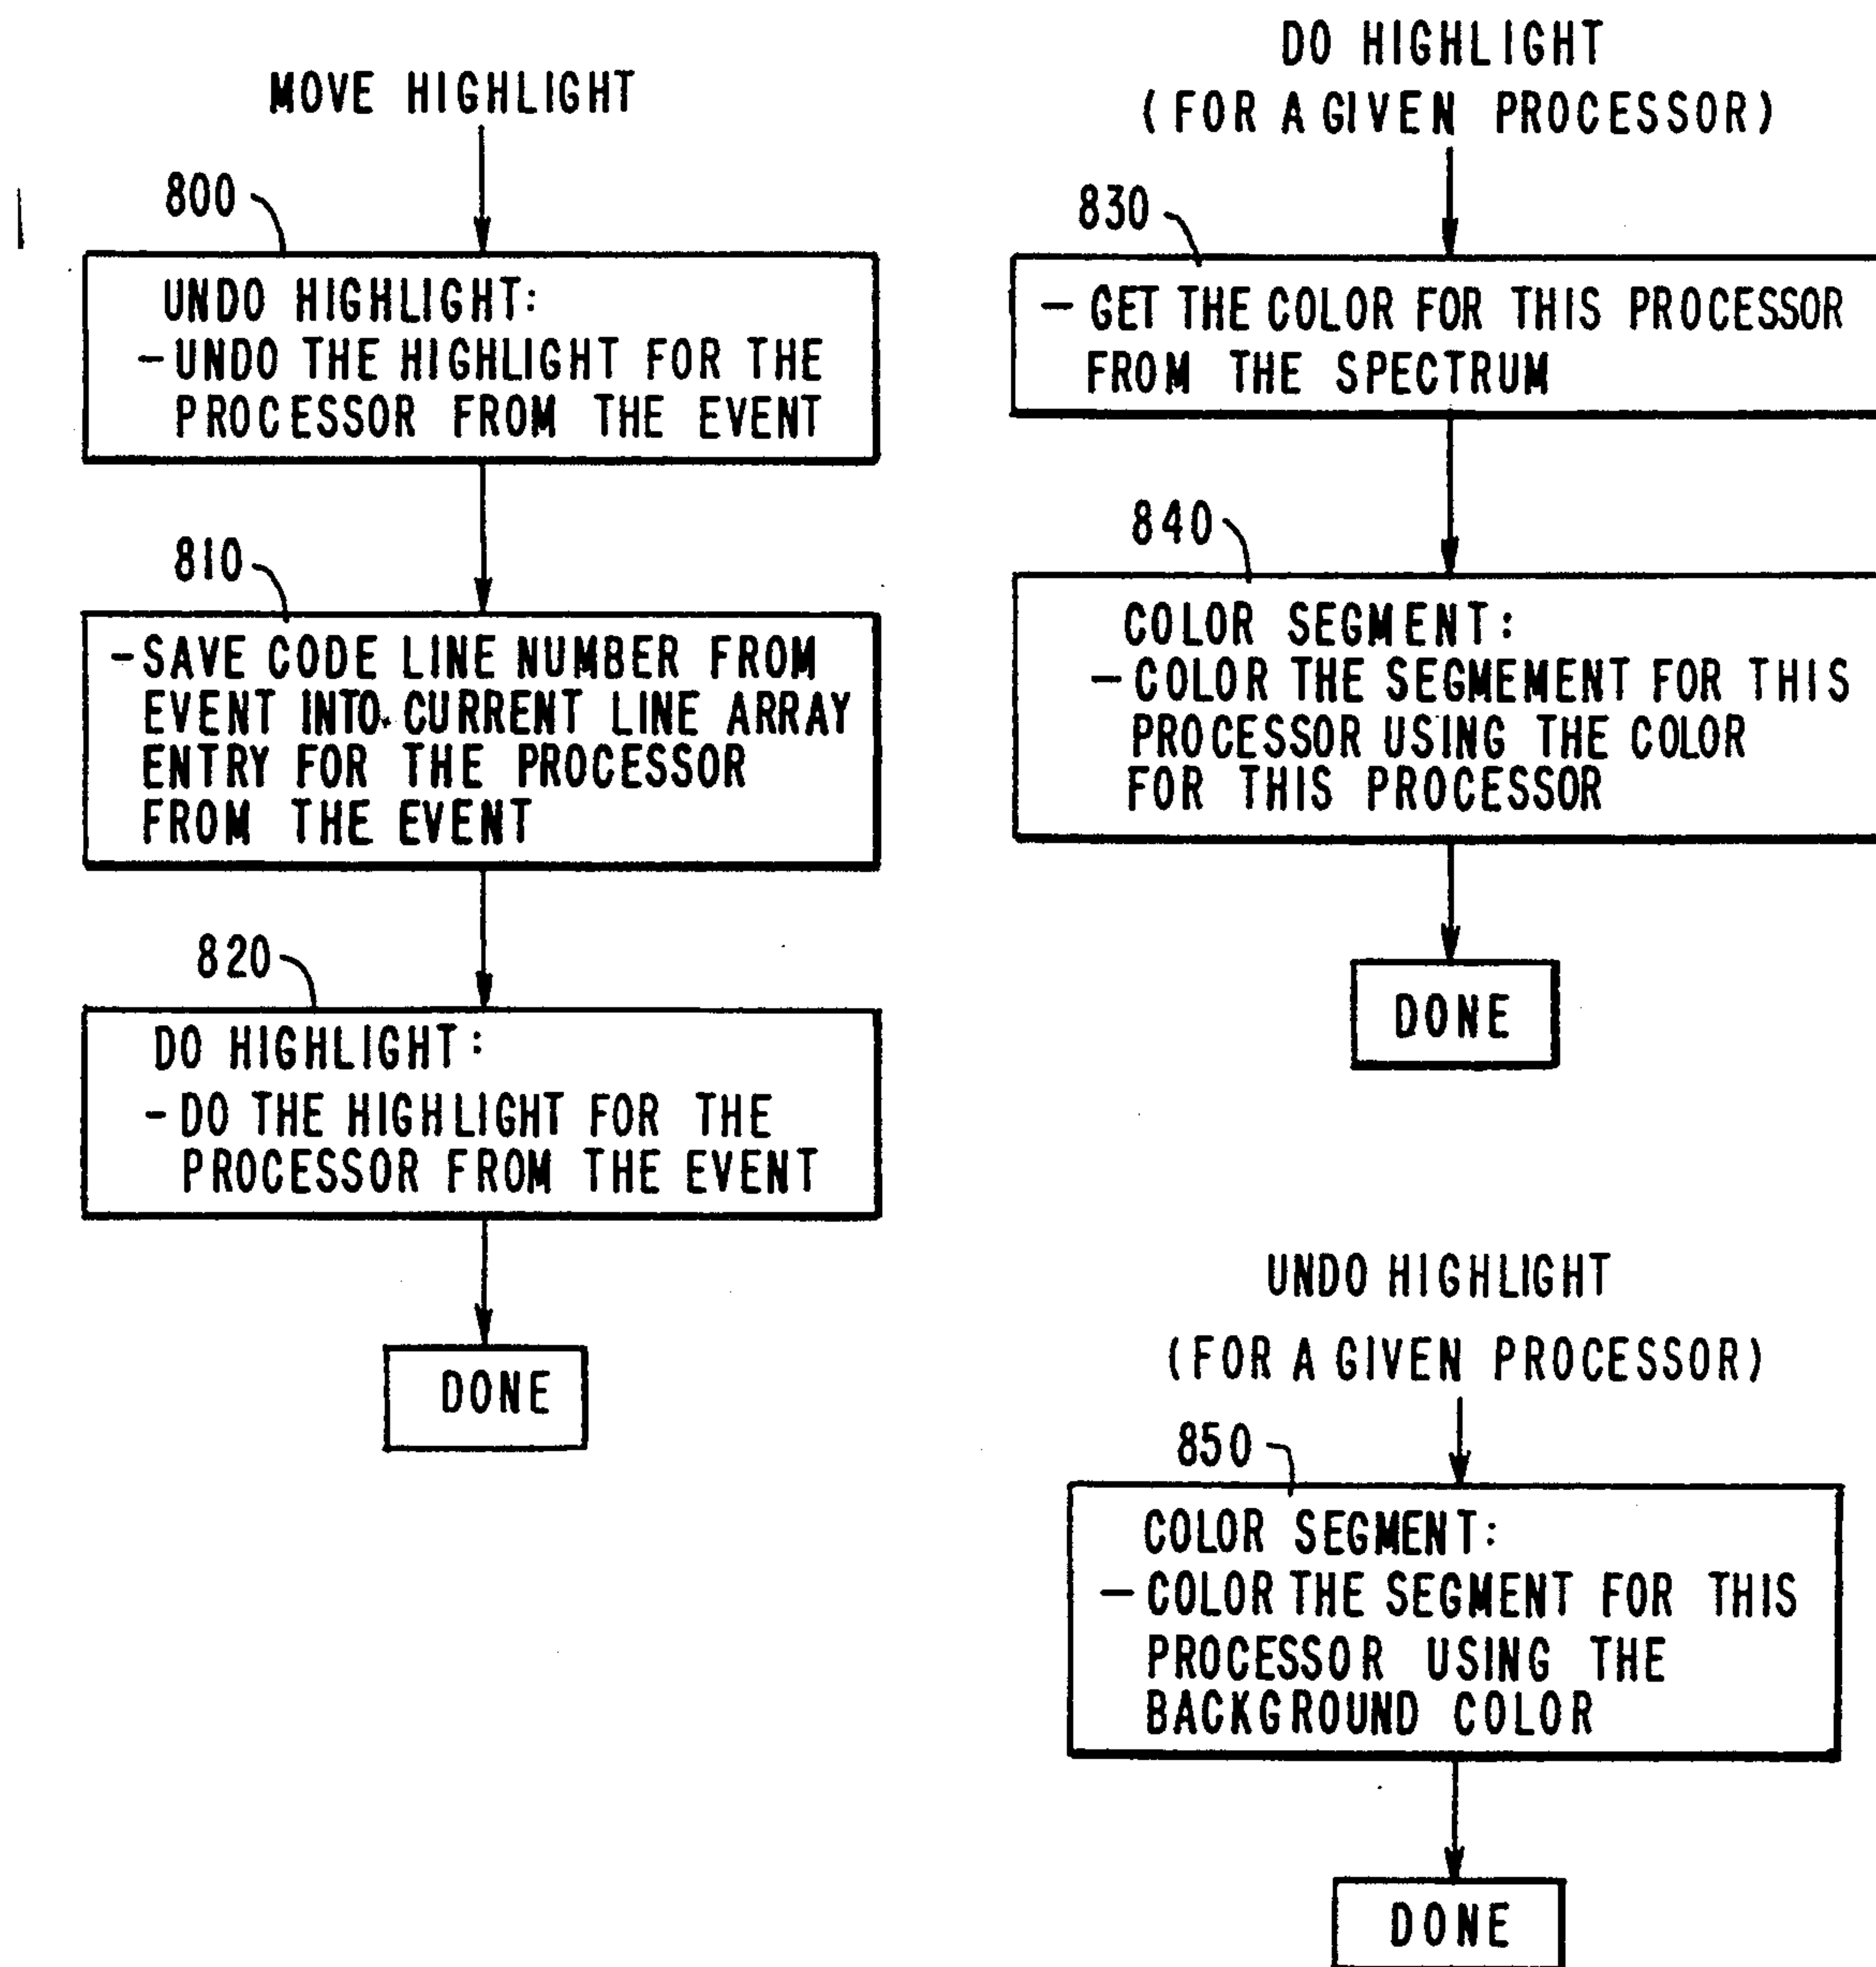 MOVE HIGHLIGHT
800
UNDO HIGHLIGHT:
- UNDO THE HIGHLIGHT FOR THE
PROCESSOR FROM THE EVENT
810
- SAVE CODE LINE NUMBER FROM
EVENT INTO CURRENT LINE ARRAY
ENTRY FOR THE PROCESSOR
FROM THE EVENT
820
DO HIGHLIGHT:
- DO THE HIGHLIGHT FOR THE
PROCESSOR FROM THE EVENT
DONE
DO HIGHLIGHT
(FOR A GIVEN PROCESSOR)
830
- GET THE COLOR FOR THIS PROCESSOR
FROM THE SPECTRUM
840
COLOR SEGMENT:
- COLOR THE SEGMEMENT FOR THIS
PROCESSOR USING THE COLOR
FOR THIS PROCESSOR
DONE
UNDO HIGHLIGHT
(FOR A GIVEN PROCESSOR)
850
COLOR SEGMENT:
- COLOR THE SEGMENT FOR THIS
PROCESSOR USING THE
BACKGROUND COLOR
DONE